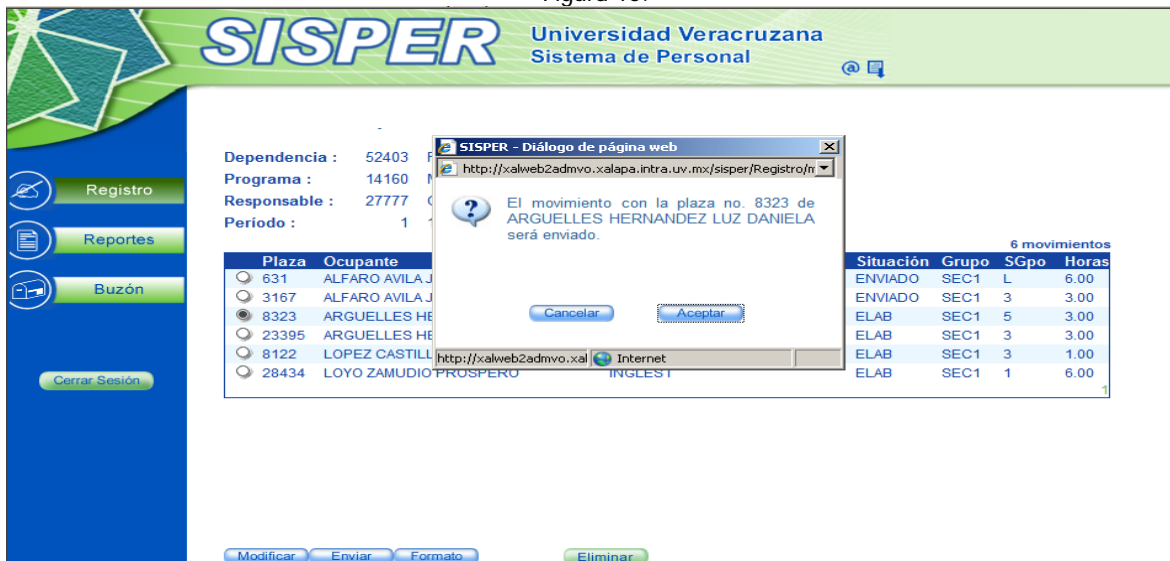 SISPER
Universidad Veracruzana
Sistema de Personal
@
Registro
Reportes
Buzón
Cerrar Sesión
Dependencia : 52403
Programa : 14160
Responsable : 27777
Período : 1
SISPER - Diálogo de página web
http://xalweb2admvo.xalapa.intra.uv.mx/sisper/Registro/n
El movimiento con la plaza no. 8323 de
ARGUELLES HERNANDEZ LUZ DANIELA
será enviado.
Cancelar Aceptar
http://xalweb2admvo.xal Internet
6 movimientos
Plaza Ocupante Situación Grupo SGpo Horas
631 ALFARO AVILA J ENVIADO SEC1 L 6.00
3167 ALFARO AVILA J ENVIADO SEC1 3 3.00
8323 ARGUELLES HE ELAB SEC1 5 3.00
23395 ARGUELLES HE ELAB SEC1 3 3.00
8122 LOPEZ CASTILL ELAB SEC1 3 1.00
28434 LOYO ZAMUDIO PROSPERO ELAB SEC1 1 6.00
1
Modificar Enviar Formato Eliminar